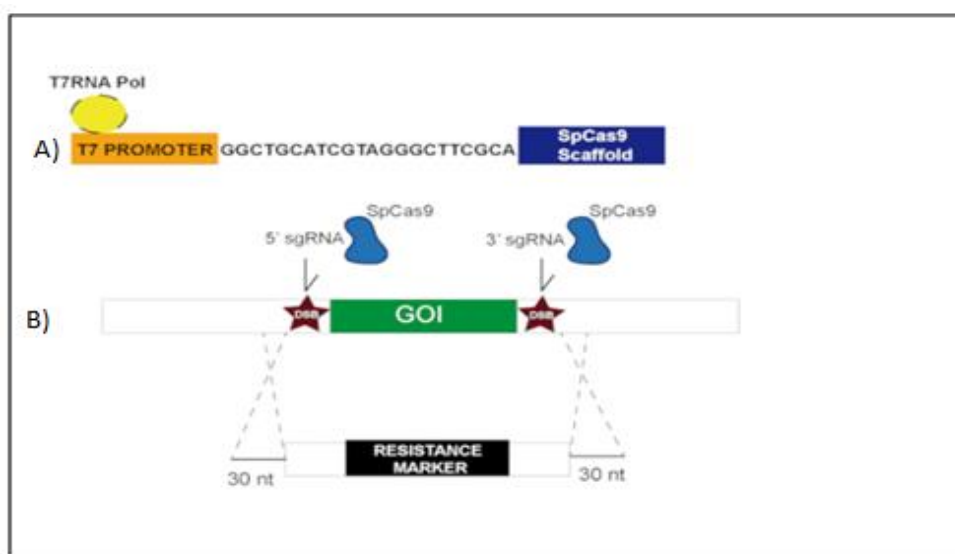 T7RNA Pol
A) T7 PROMOTER GGCTGCATCGTAGGGCTTCGCA SpCas9 Scaffold
SpCas9 SpCas9
5´ sgRNA 3´ sgRNA
B) DSB GOI DSB
RESISTANCE MARKER
30 nt 30 nt